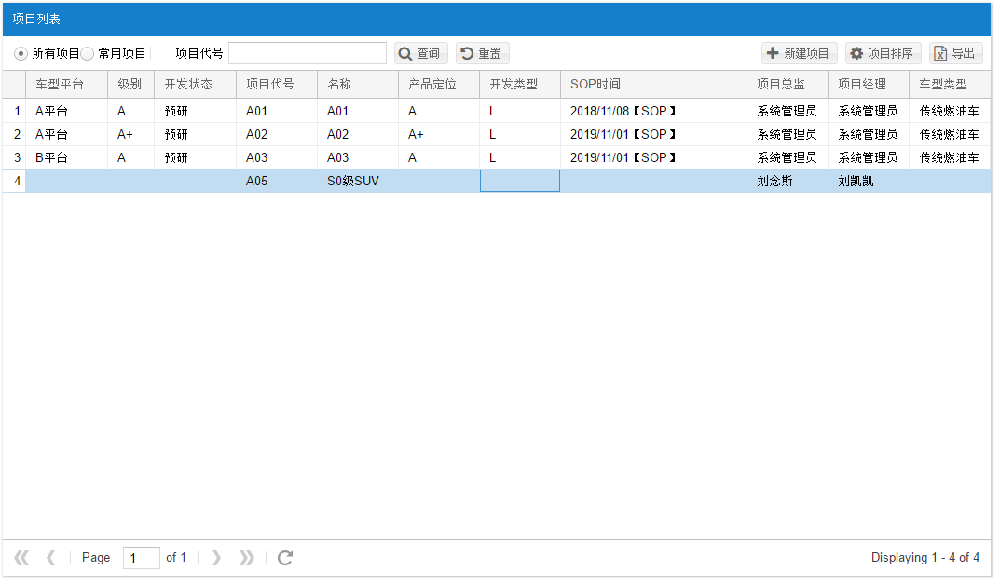 项目列表
所有项目 常用项目 项目代号 查询 重置 新建项目 项目排序 导出
车型平台 级别 开发状态 项目代号 名称 产品定位 开发类型 SOP时间 项目总监 项目经理 车型类型
1 A平台 A 预研 A01 A01 A L 2018/11/08【SOP】 系统管理员 系统管理员 传统燃油车
2 A平台 A+ 预研 A02 A02 A+ L 2019/11/01【SOP】 系统管理员 系统管理员 传统燃油车
3 B平台 A 预研 A03 A03 A L 2019/11/01【SOP】 系统管理员 系统管理员 传统燃油车
4 A05 S0级SUV 刘念斯 刘凯凯
Page 1 of 1 Displaying 1 - 4 of 4